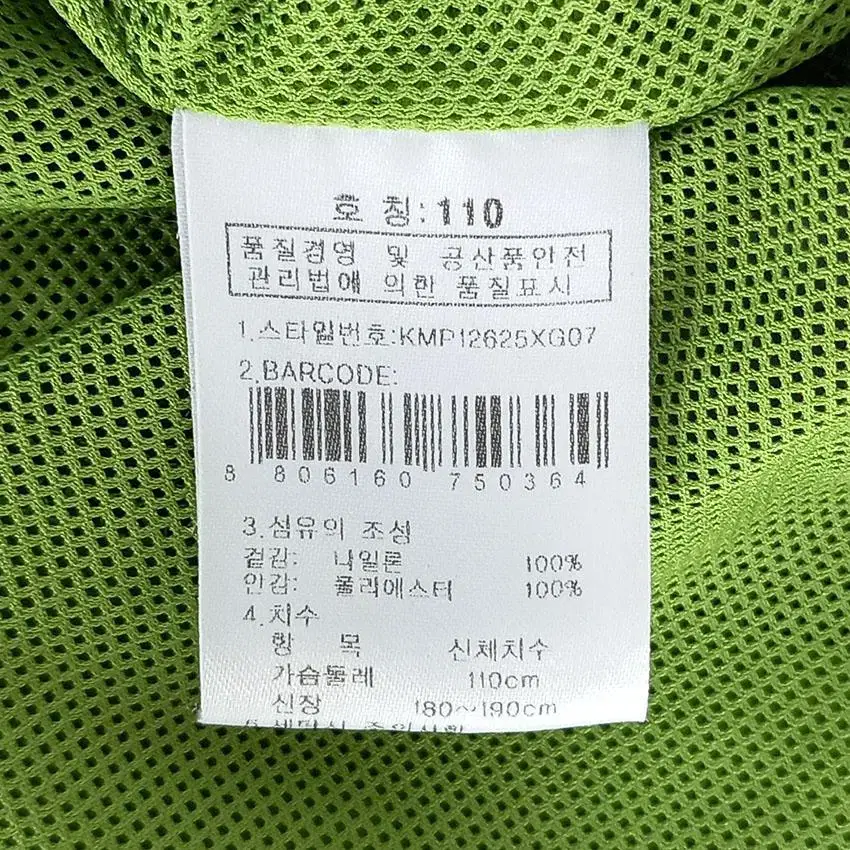 호 칭:110
품질경영 및 공산품안전
관리법에 의한 품질표시
1.스타일번호:KMP12625XG07
2.BARCODE:
8 806160 750364
3.섬유의 조성
겉감: 나일론 100%
안감: 폴리에스터 100%
4.치수
항 목 신체치수
가슴둘레 110cm
신장 180~190cm